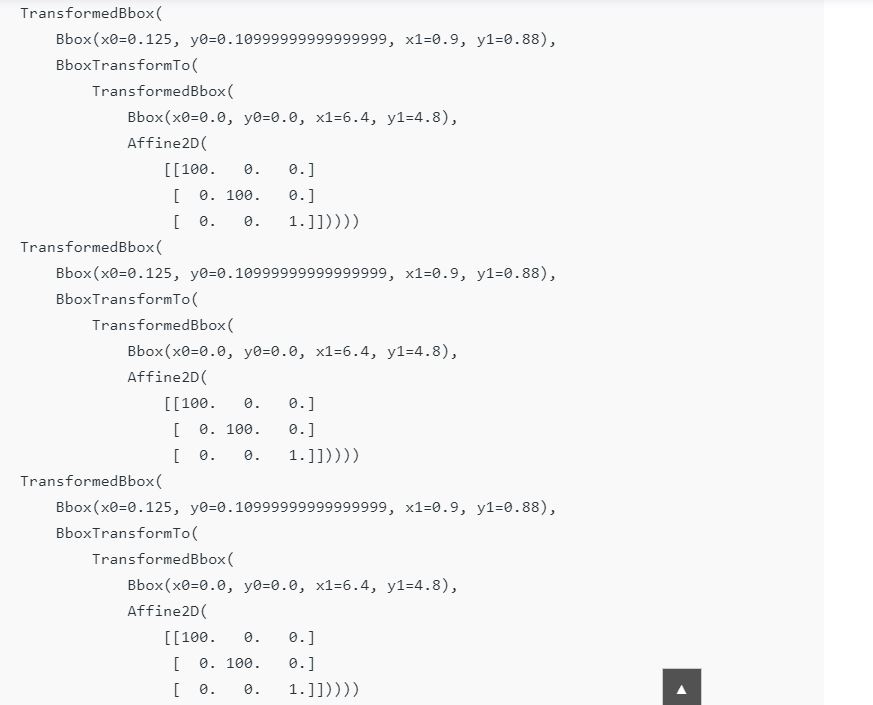 TransformedBbox(
    Bbox(x0=0.125, y0=0.10999999999999999, x1=0.9, y1=0.88),
    BboxTransformTo(
        TransformedBbox(
            Bbox(x0=0.0, y0=0.0, x1=6.4, y1=4.8),
            Affine2D(
                [[100.   0.   0.]
                 [  0. 100.   0.]
                 [  0.   0.   1.]]))))
TransformedBbox(
    Bbox(x0=0.125, y0=0.10999999999999999, x1=0.9, y1=0.88),
    BboxTransformTo(
        TransformedBbox(
            Bbox(x0=0.0, y0=0.0, x1=6.4, y1=4.8),
            Affine2D(
                [[100.   0.   0.]
                 [  0. 100.   0.]
                 [  0.   0.   1.]]))))
TransformedBbox(
    Bbox(x0=0.125, y0=0.10999999999999999, x1=0.9, y1=0.88),
    BboxTransformTo(
        TransformedBbox(
            Bbox(x0=0.0, y0=0.0, x1=6.4, y1=4.8),
            Affine2D(
                [[100.   0.   0.]
                 [  0. 100.   0.]
                 [  0.   0.   1.]]))))